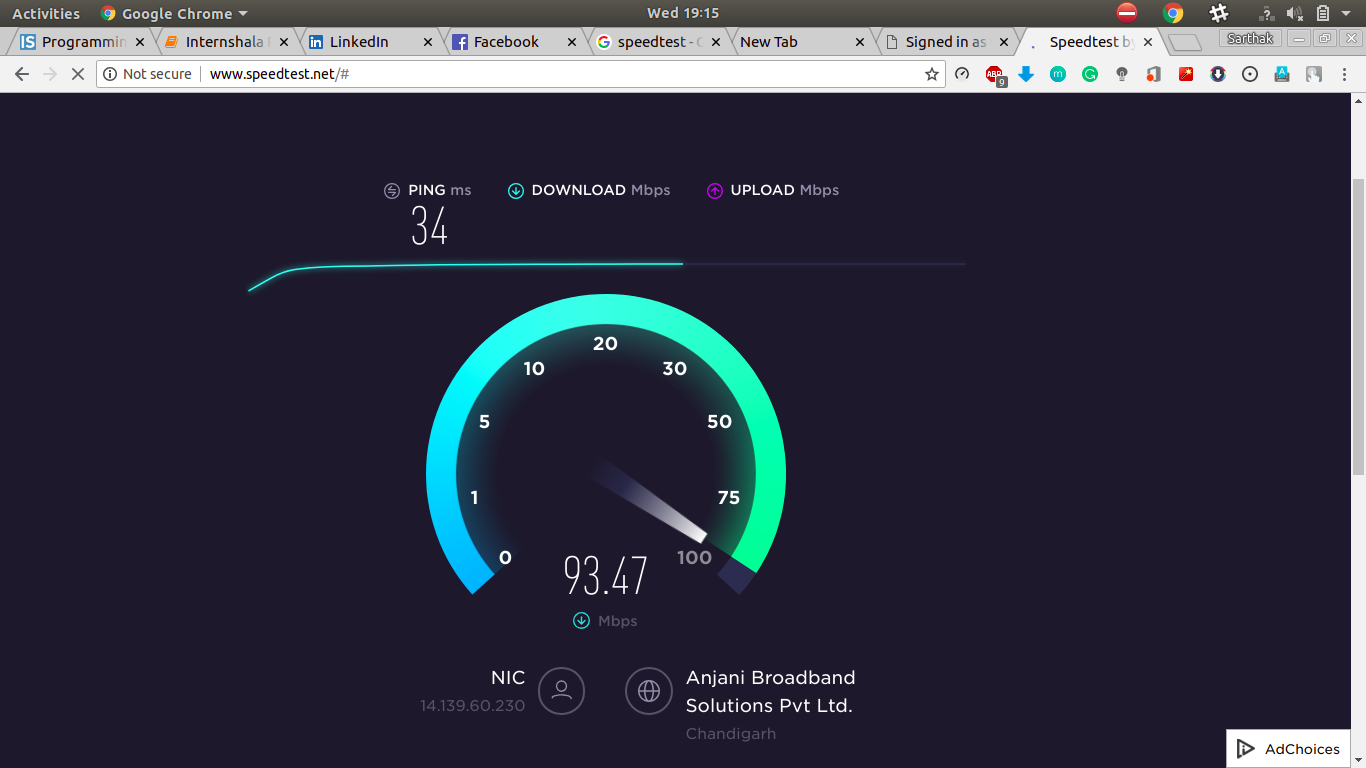 Activities Google Chrome Wed 19:15
Programmin Internshala LinkedIn Facebook speedtest - New Tab Signed in as Speedtest by Sarthak
Not secure www.speedtest.net/#
ABP
9
PING ms DOWNLOAD Mbps UPLOAD Mbps
34
20
10 30
5 50
1 75
0 100
93.47
Mbps
NIC
14.139.60.230
Anjani Broadband
Solutions Pvt Ltd.
Chandigarh
AdChoices